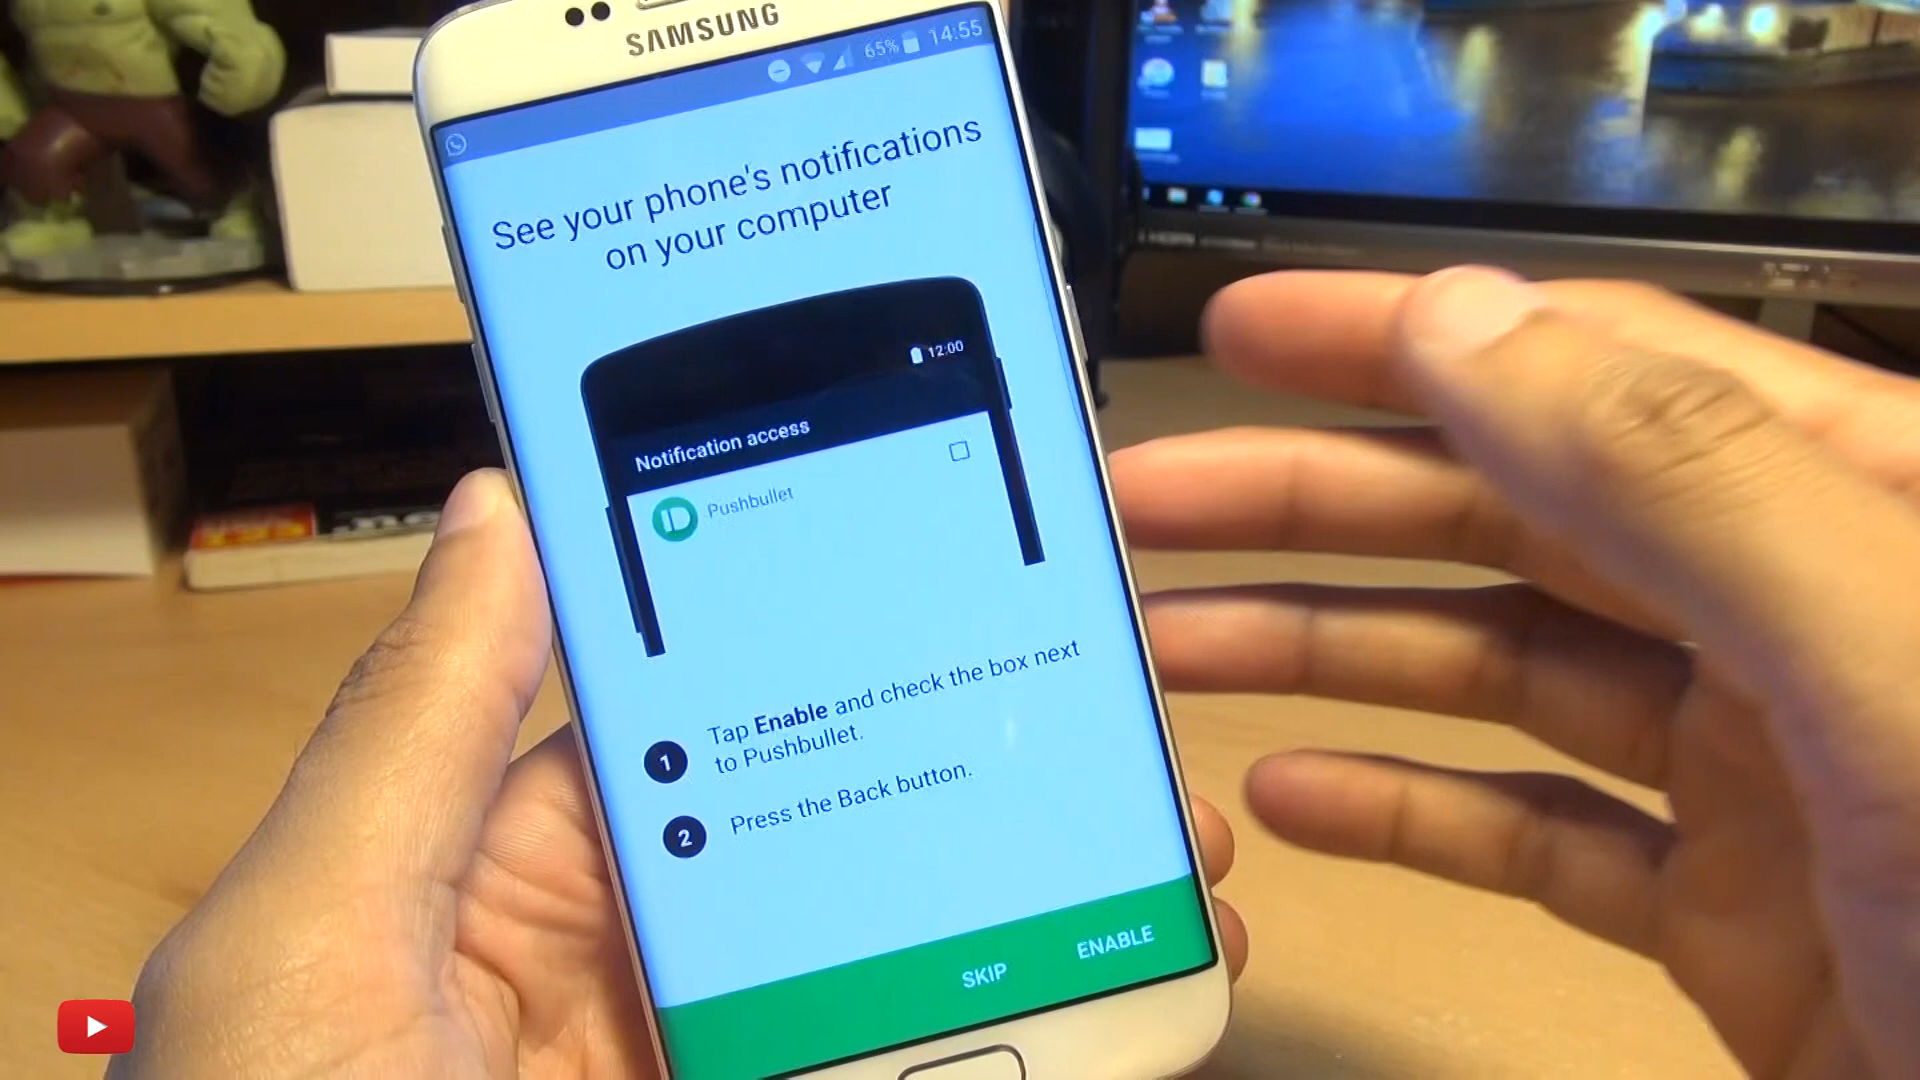 SAMSUNG
65% 14:55
See your phone's notifications
on your computer
12:00
Notification access
Pushbullet
1 Tap Enable and check the box next
to Pushbullet.
2 Press the Back button.
SKIP ENABLE
HDMI